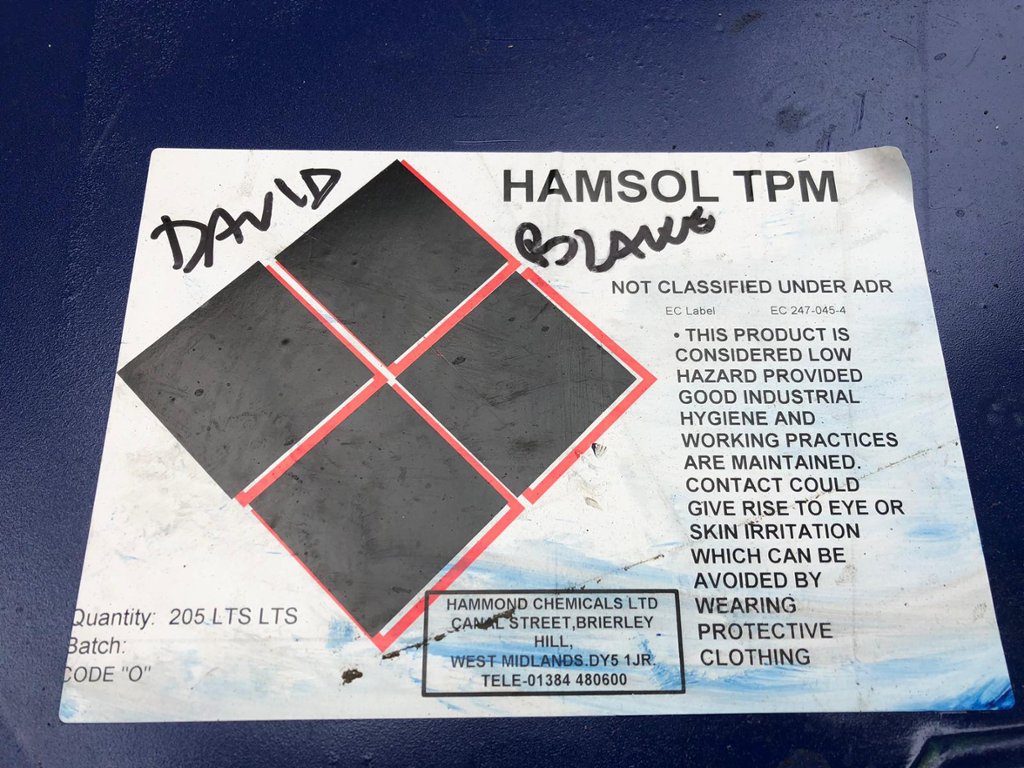 DAVID
HAMSOL TPM
BLAKE
NOT CLASSIFIED UNDER ADR
EC Label EC 247-045-4
• THIS PRODUCT IS
CONSIDERED LOW
HAZARD PROVIDED
GOOD INDUSTRIAL
HYGIENE AND
WORKING PRACTICES
ARE MAINTAINED.
CONTACT COULD
GIVE RISE TO EYE OR
SKIN IRRITATION
WHICH CAN BE
AVOIDED BY
WEARING
PROTECTIVE
CLOTHING
Quantity: 205 LTS LTS
Batch:
CODE "O"
HAMMOND CHEMICALS LTD
CANAL STREET,BRIERLEY
HILL,
WEST MIDLANDS.DY5 1JR.
TELE-01384 480600